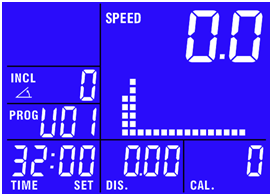 SPEED 0.0
INCL 0
PROG U01
32:00 0.00 0
TIME SET DIS. CAL.